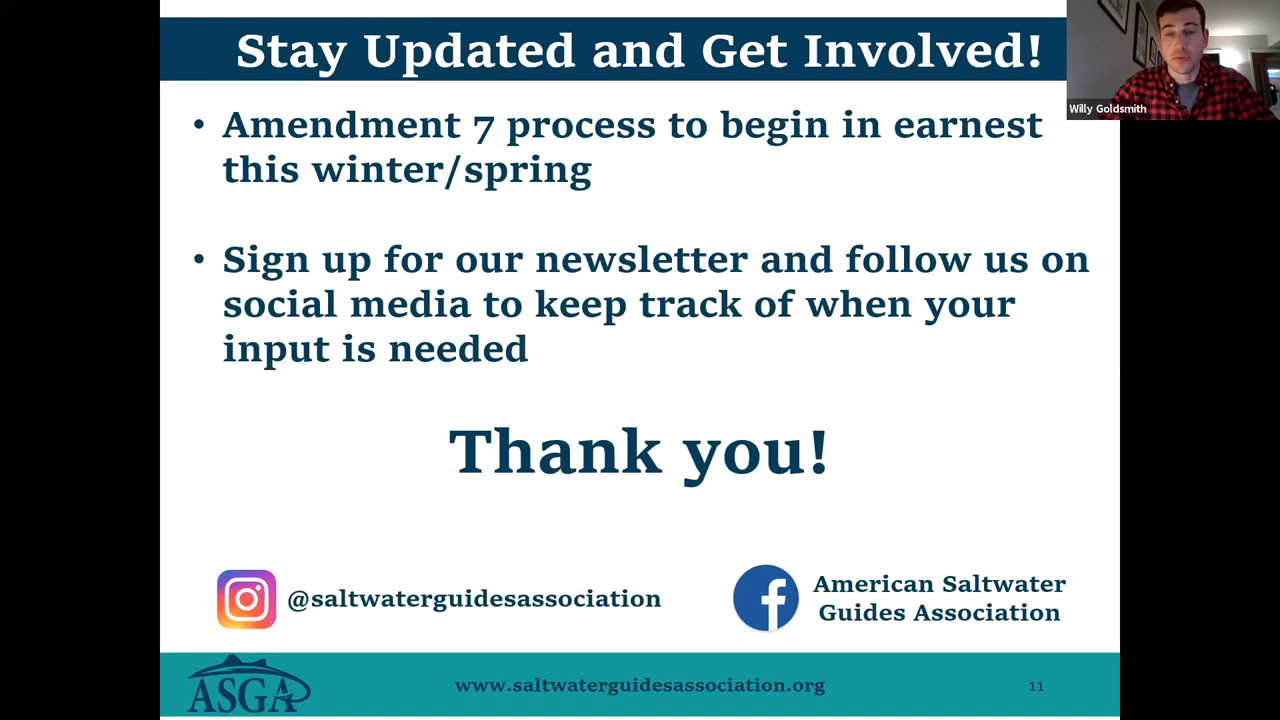 Stay Updated and Get Involved!
Willy Goldsmith
• Amendment 7 process to begin in earnest
this winter/spring
• Sign up for our newsletter and follow us on
social media to keep track of when your
input is needed
Thank you!
@saltwaterguidesassociation
American Saltwater
Guides Association
ASGA
www.saltwaterguidesassociation.org
11